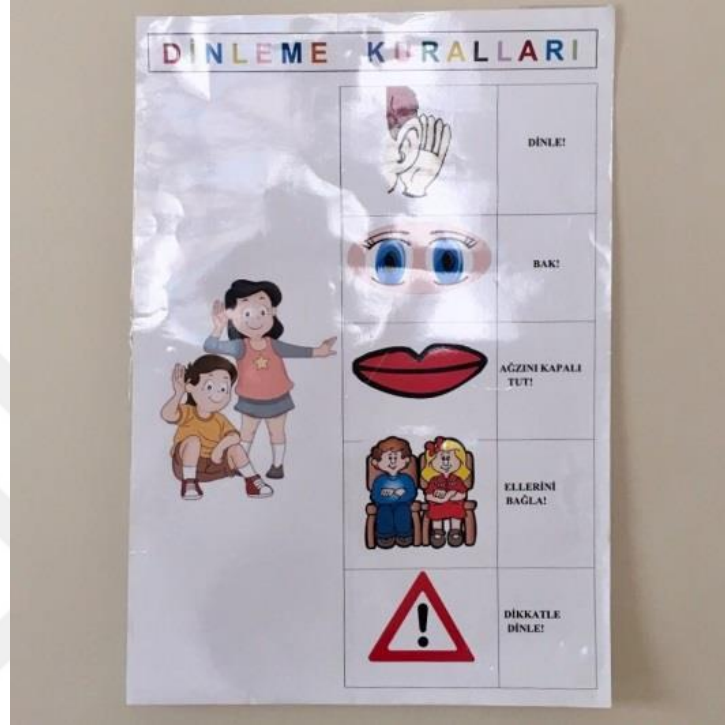 DİNLEME KURALLARI
DİNLE!
BAK!
AĞZINI KAPALI
TUT!
ELLERİNİ
BAĞLA!
DİKKATLE
DİNLE!